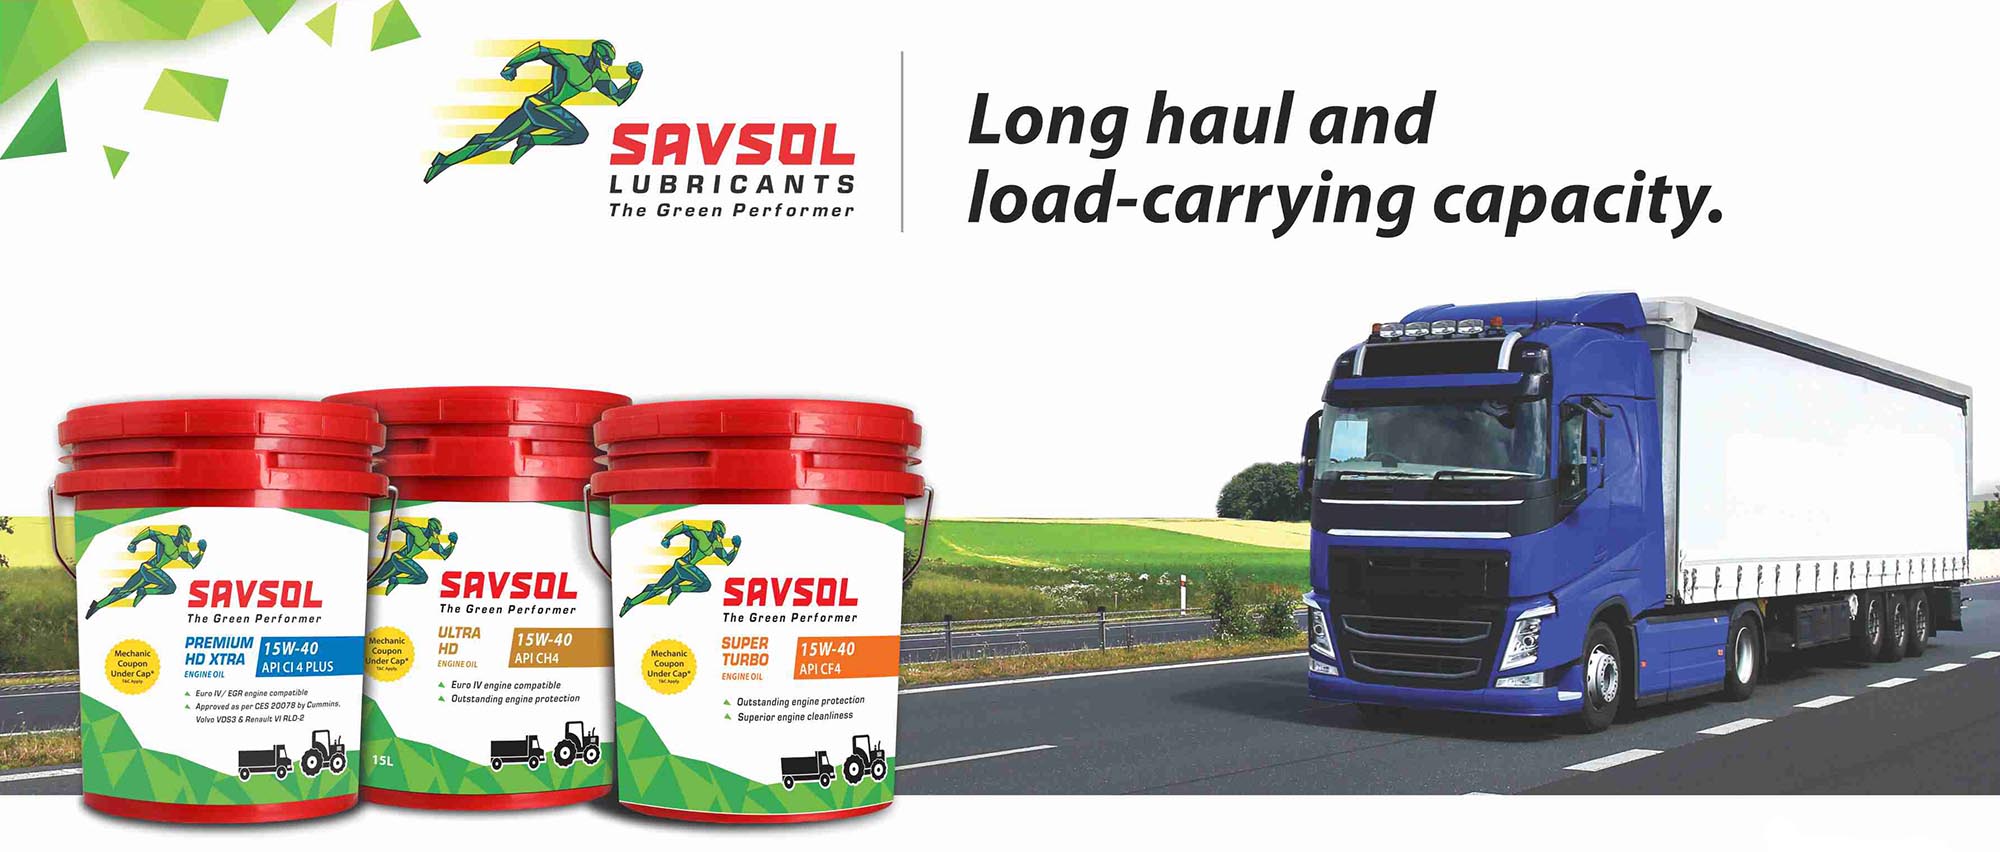 SAVSOL
LUBRICANTS
The Green Performer
Long haul and
load-carrying capacity.
SAVSOL
The Green Performer
Mechanic
Coupon
Under Cap*
T&C Apply
PREMIUM
HD XTRA
ENGINE OIL
15W-40
API CI 4 PLUS
Euro IV/ EGR engine compatible
Approved as per CES 20078 by Cummins,
Volvo VDS3 & Renault VI RLD-2
SAVSOL
The Green Performer
Mechanic
Coupon
Under Cap*
T&C Apply
ULTRA
HD
ENGINE OIL
15W-40
API CH4
Euro IV engine compatible
Outstanding engine protection
15L
SAVSOL
The Green Performer
Mechanic
Coupon
Under Cap*
T&C Apply
SUPER
TURBO
ENGINE OIL
15W-40
API CF4
Outstanding engine protection
Superior engine cleanliness